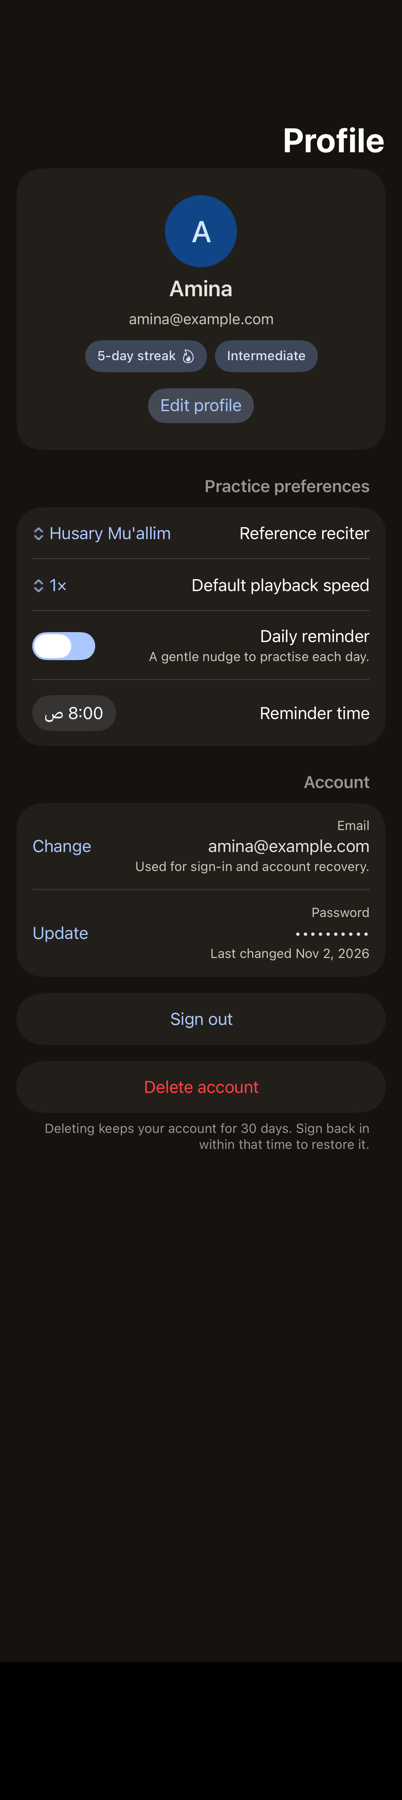 Profile
A
Amina
amina@example.com
5-day streak
Intermediate
Edit profile
Practice preferences
Reference reciter
Husary Mu'allim
Default playback speed
1×
Daily reminder
A gentle nudge to practise each day.
Reminder time
8:00 ص
Account
Email
amina@example.com
Used for sign-in and account recovery.
Change
Password
••••••••••
Last changed Nov 2, 2026
Update
Sign out
Delete account
Deleting keeps your account for 30 days. Sign back in
within that time to restore it.